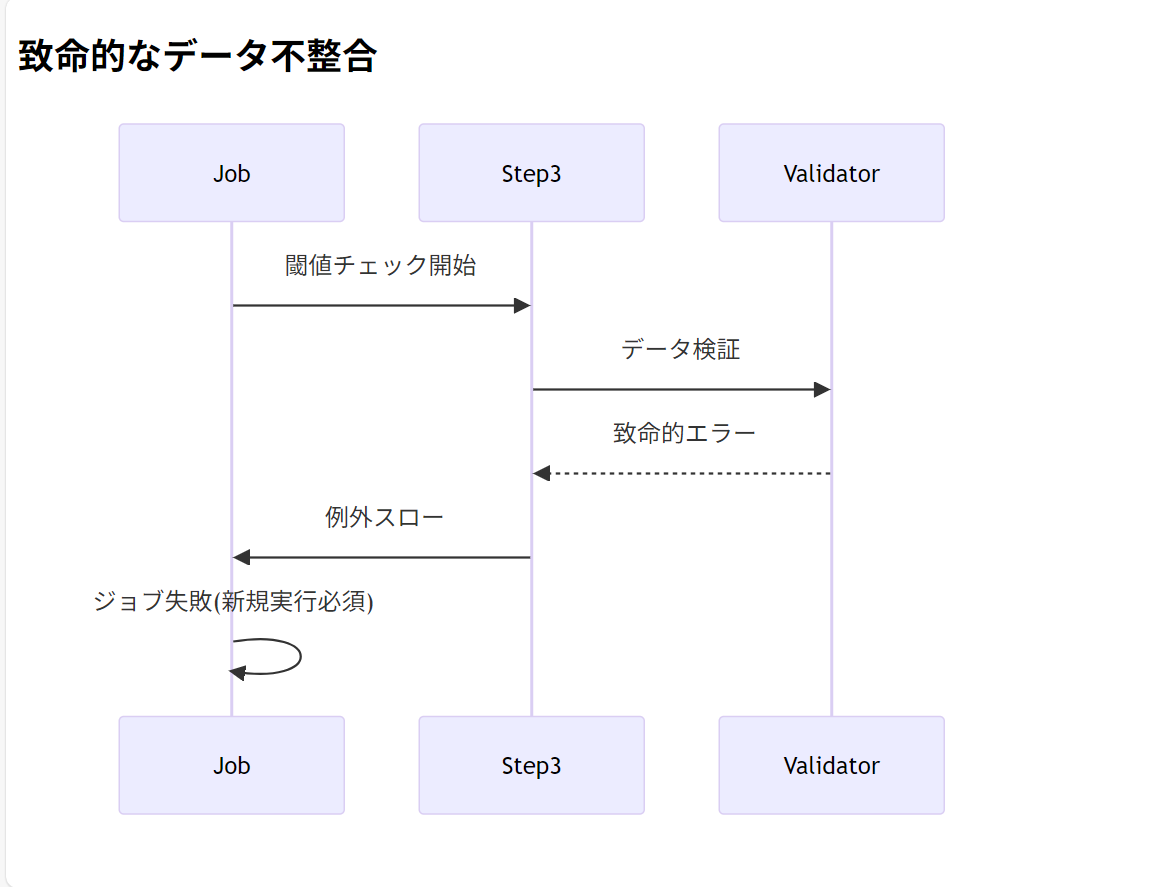 致命的なデータ不整合
Job
Step3
Validator
閾値チェック開始
データ検証
致命的エラー
例外スロー
ジョブ失敗(新規実行必須)
Job
Step3
Validator